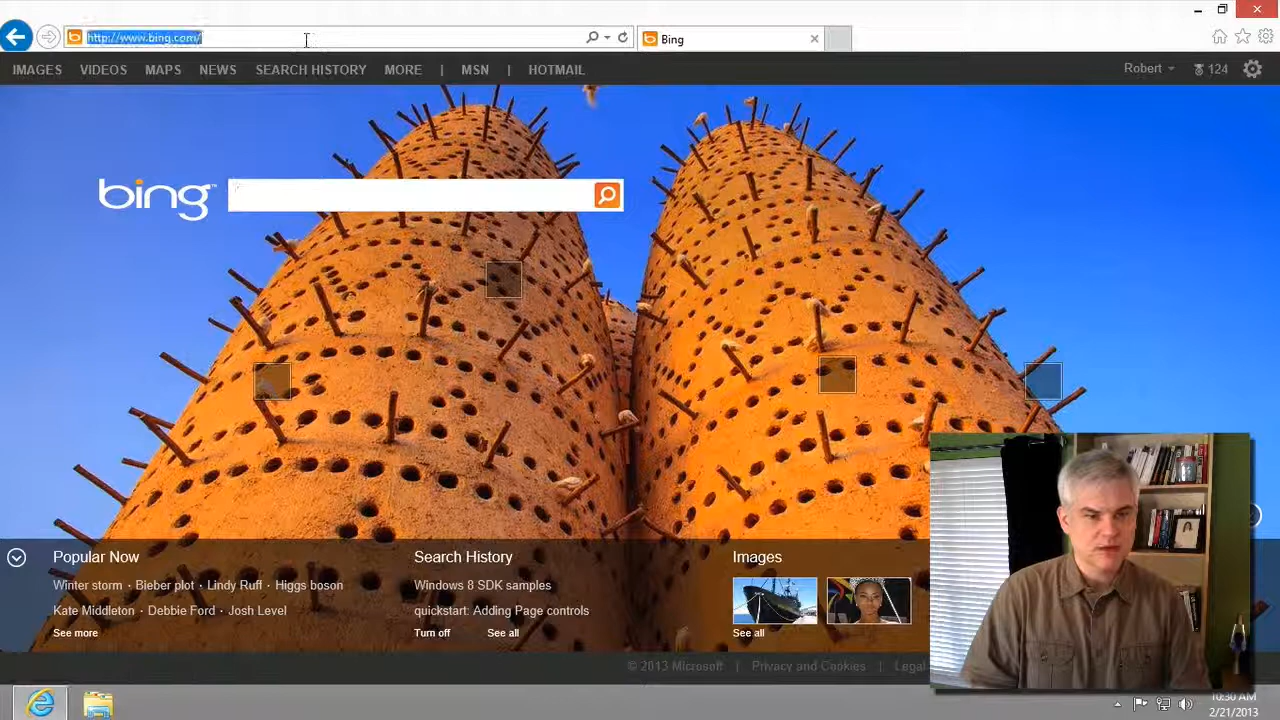 http://www.bing.com/
Bing
IMAGES VIDEOS MAPS NEWS SEARCH HISTORY MORE | MSN | HOTMAIL
Robert 124
bing™
Popular Now
Winter storm · Bieber plot · Lindy Ruff · Higgs boson
Kate Middleton · Debbie Ford · Josh Level
See more
Search History
Windows 8 SDK samples
quickstart: Adding Page controls
Turn off See all
Images
See all
© 2013 Microsoft | Privacy and Cookies | Legal
10:30 AM
2/21/2013